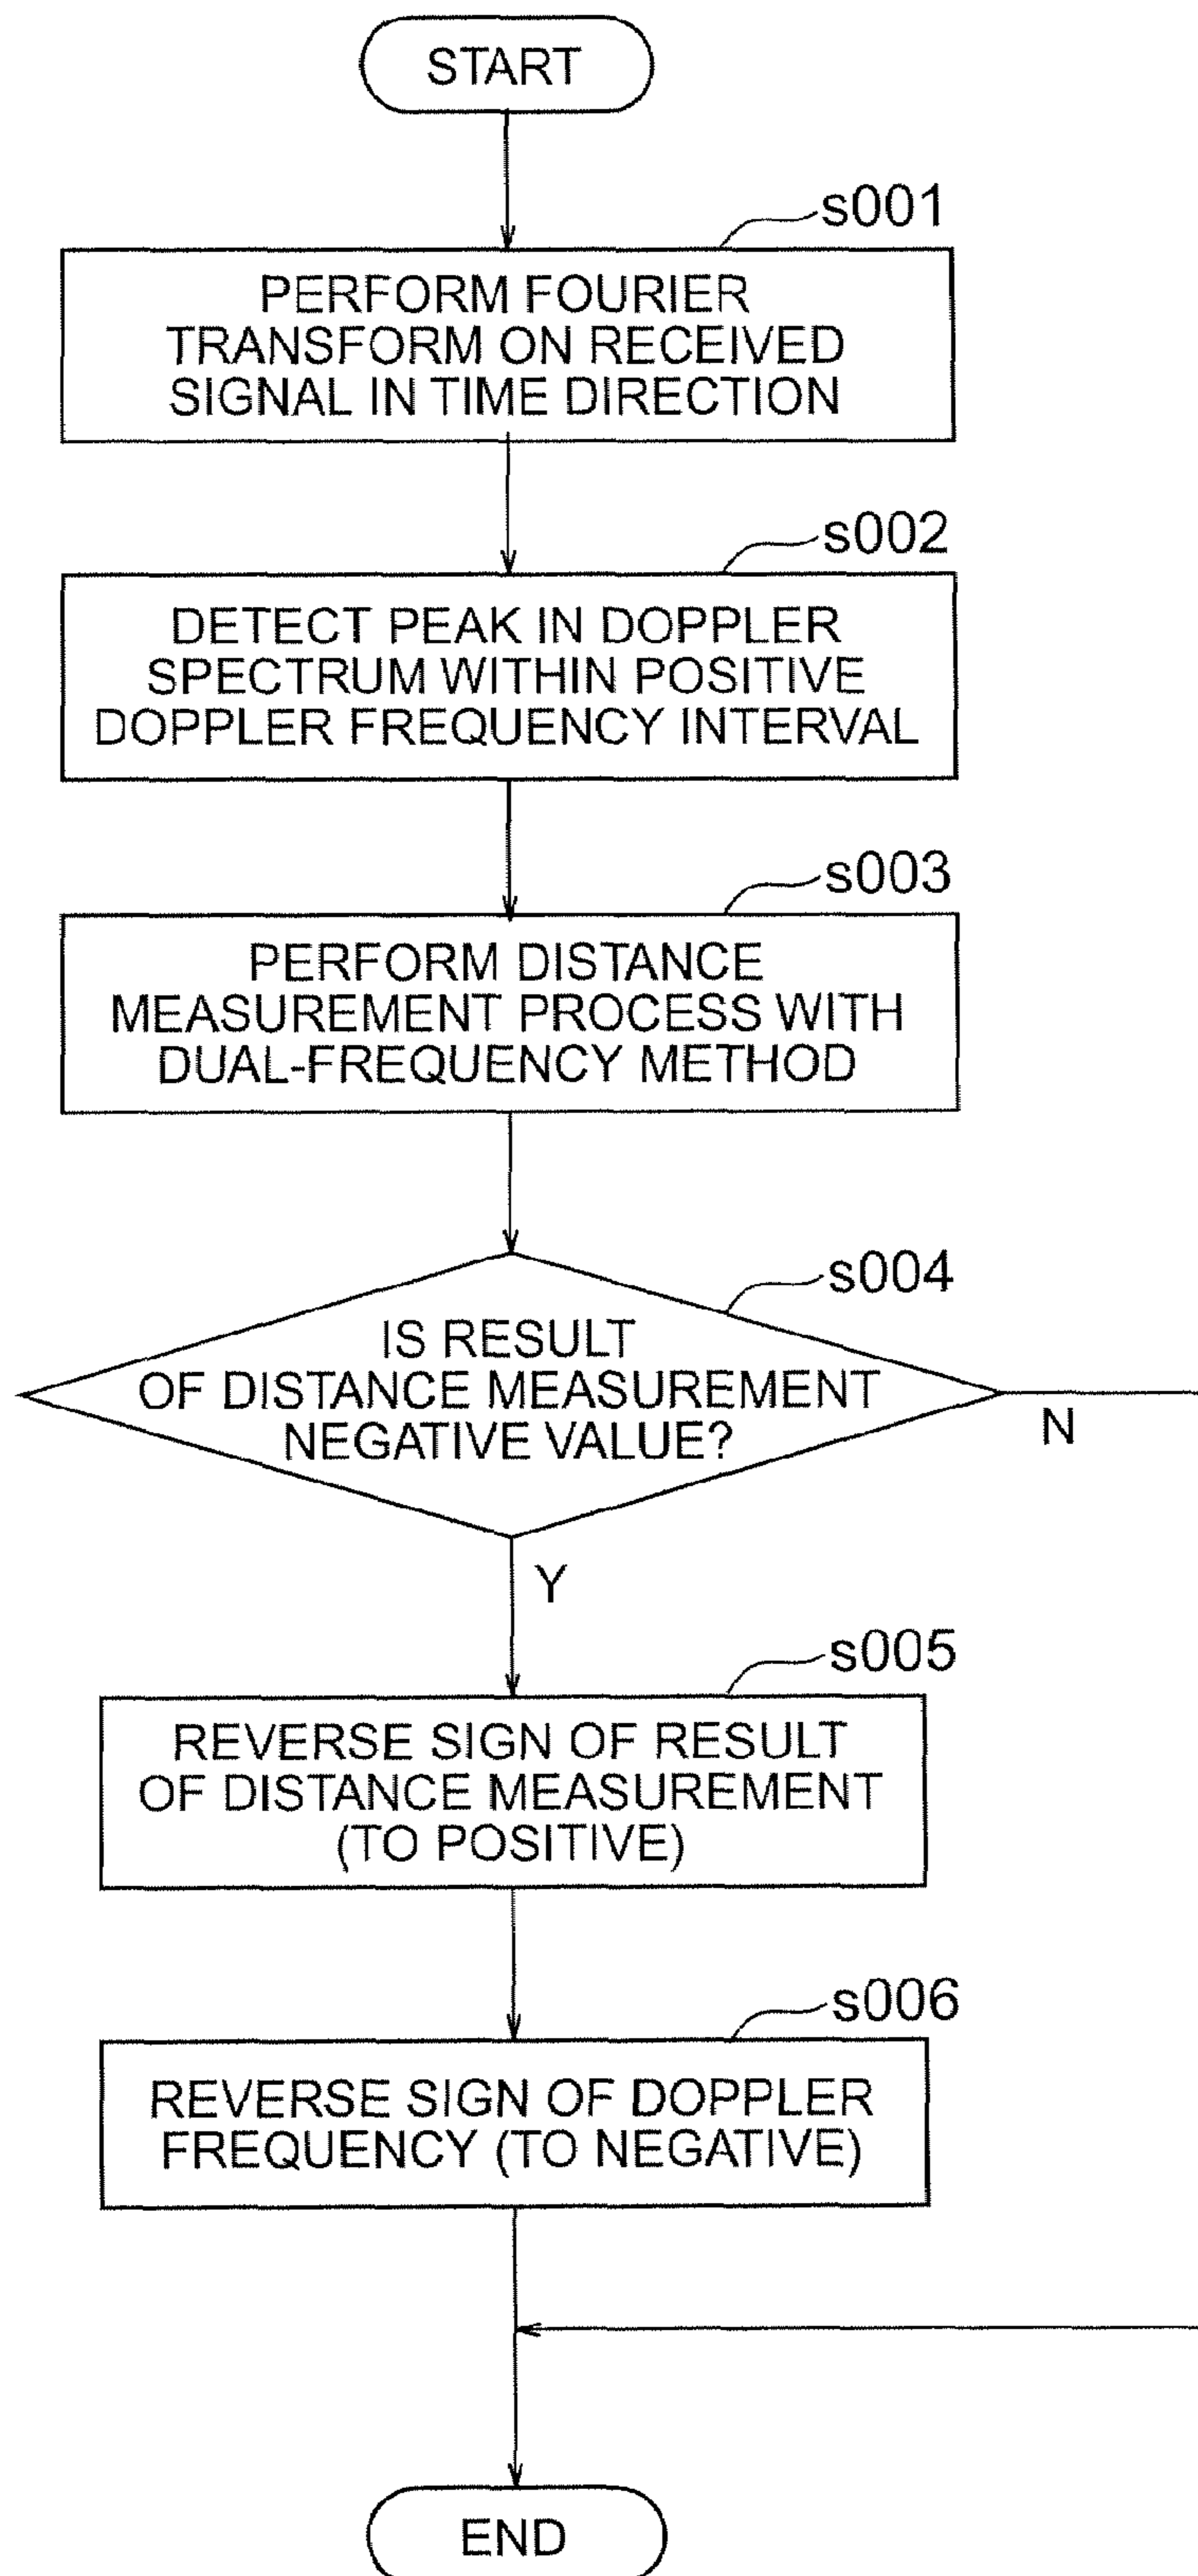 START
s001
PERFORM FOURIER
TRANSFORM ON RECEIVED
SIGNAL IN TIME DIRECTION
s002
DETECT PEAK IN DOPPLER
SPECTRUM WITHIN POSITIVE
DOPPLER FREQUENCY INTERVAL
s003
PERFORM DISTANCE
MEASUREMENT PROCESS WITH
DUAL-FREQUENCY METHOD
s004
IS RESULT
OF DISTANCE MEASUREMENT
NEGATIVE VALUE?
N
Y
s005
REVERSE SIGN OF RESULT
OF DISTANCE MEASUREMENT
(TO POSITIVE)
s006
REVERSE SIGN OF DOPPLER
FREQUENCY (TO NEGATIVE)
END